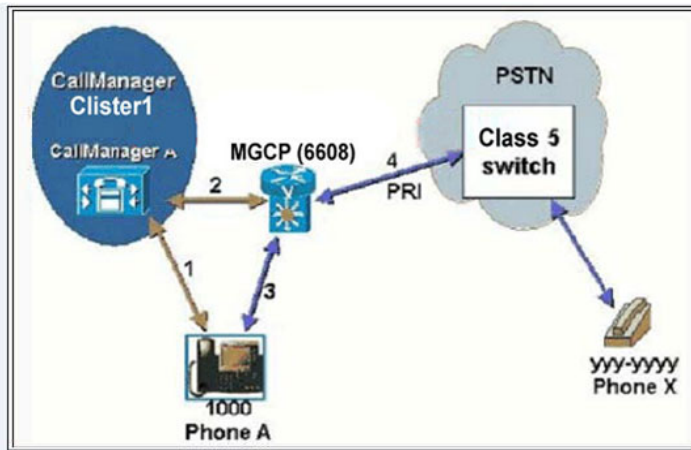 CallManager
Clister1
CallManager A
MGCP (6608)
PSTN
Class 5
switch
2
4
PRI
1
3
1000
Phone A
yyy-yyyy
Phone X